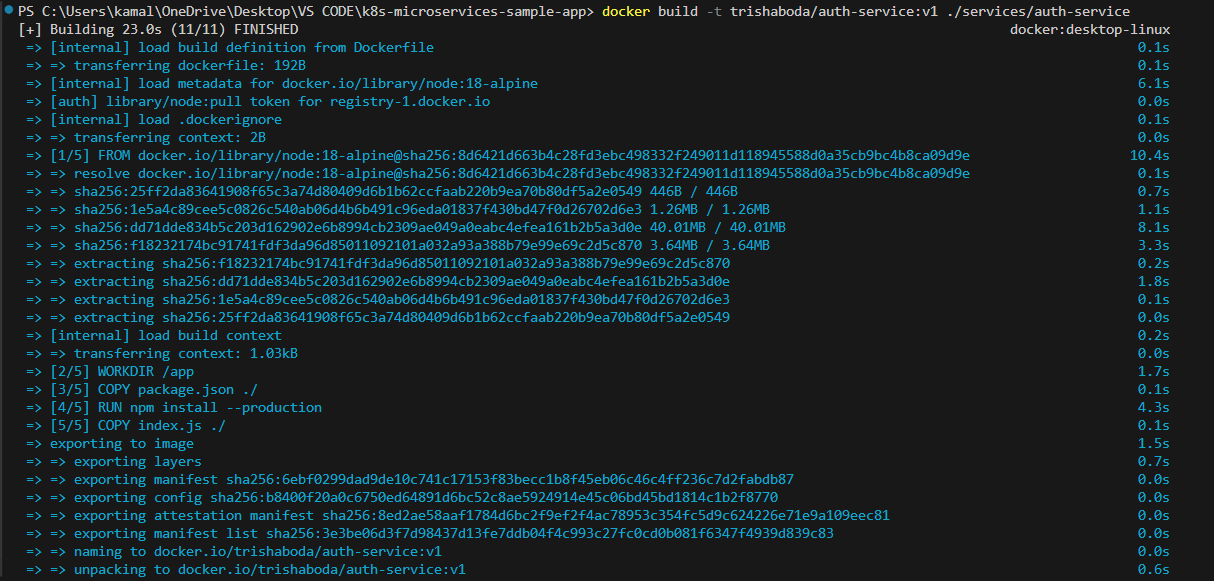 PS C:\Users\kamal\OneDrive\Desktop\VS CODE\k8s-microservices-sample-app> docker build -t trishaboda/auth-service:v1 ./services/auth-service
[+] Building 23.0s (11/11) FINISHED docker:desktop-linux
=> [internal] load build definition from Dockerfile 0.1s
=> => transferring dockerfile: 192B 0.1s
=> [internal] load metadata for docker.io/library/node:18-alpine 6.1s
=> [auth] library/node:pull token for registry-1.docker.io 0.0s
=> [internal] load .dockerignore 0.1s
=> => transferring context: 2B 0.0s
=> [1/5] FROM docker.io/library/node:18-alpine@sha256:8d6421d663b4c28fd3ebc498332f249011d118945588d0a35cb9bc4b8ca09d9e 10.4s
=> => resolve docker.io/library/node:18-alpine@sha256:8d6421d663b4c28fd3ebc498332f249011d118945588d0a35cb9bc4b8ca09d9e 0.1s
=> => sha256:25ff2da83641908f65c3a74d80409d6b1b62ccfaab220b9ea70b80df5a2e0549 446B / 446B 0.7s
=> => sha256:1e5a4c89cee5c0826c540ab06d4b6b491c96eda01837f430bd47f0d26702d6e3 1.26MB / 1.26MB 1.1s
=> => sha256:dd71dde834b5c203d162902e6b8994cb2309ae049a0eabc4efea161b2b5a3d0e 40.01MB / 40.01MB 8.1s
=> => sha256:f18232174bc91741fdf3da96d85011092101a032a93a388b79e99e69c2d5c870 3.64MB / 3.64MB 3.3s
=> => extracting sha256:f18232174bc91741fdf3da96d85011092101a032a93a388b79e99e69c2d5c870 0.2s
=> => extracting sha256:dd71dde834b5c203d162902e6b8994cb2309ae049a0eabc4efea161b2b5a3d0e 1.8s
=> => extracting sha256:1e5a4c89cee5c0826c540ab06d4b6b491c96eda01837f430bd47f0d26702d6e3 0.1s
=> => extracting sha256:25ff2da83641908f65c3a74d80409d6b1b62ccfaab220b9ea70b80df5a2e0549 0.0s
=> [internal] load build context 0.2s
=> => transferring context: 1.03kB 0.0s
=> [2/5] WORKDIR /app 1.7s
=> [3/5] COPY package.json ./ 0.1s
=> [4/5] RUN npm install --production 4.3s
=> [5/5] COPY index.js ./ 0.1s
=> exporting to image 1.5s
=> => exporting layers 0.7s
=> => exporting manifest sha256:6ebf0299dad9de10c741c17153f83becc1b8f45eb06c46c4ff236c7d2fabdb87 0.0s
=> => exporting config sha256:b8400f20a0c6750ed64891d6bc52c8ae5924914e45c06bd45bd1814c1b2f8770 0.0s
=> => exporting attestation manifest sha256:8ed2ae58aaf1784d6bc2f9ef2f4ac78953c354fc5d9c624226e71e9a109eec81 0.0s
=> => exporting manifest list sha256:3e3be06d3f7d98437d13fe7ddb04f4c993c27fc0cd0b081f6347f4939d839c83 0.0s
=> => naming to docker.io/trishaboda/auth-service:v1 0.0s
=> => unpacking to docker.io/trishaboda/auth-service:v1 0.6s